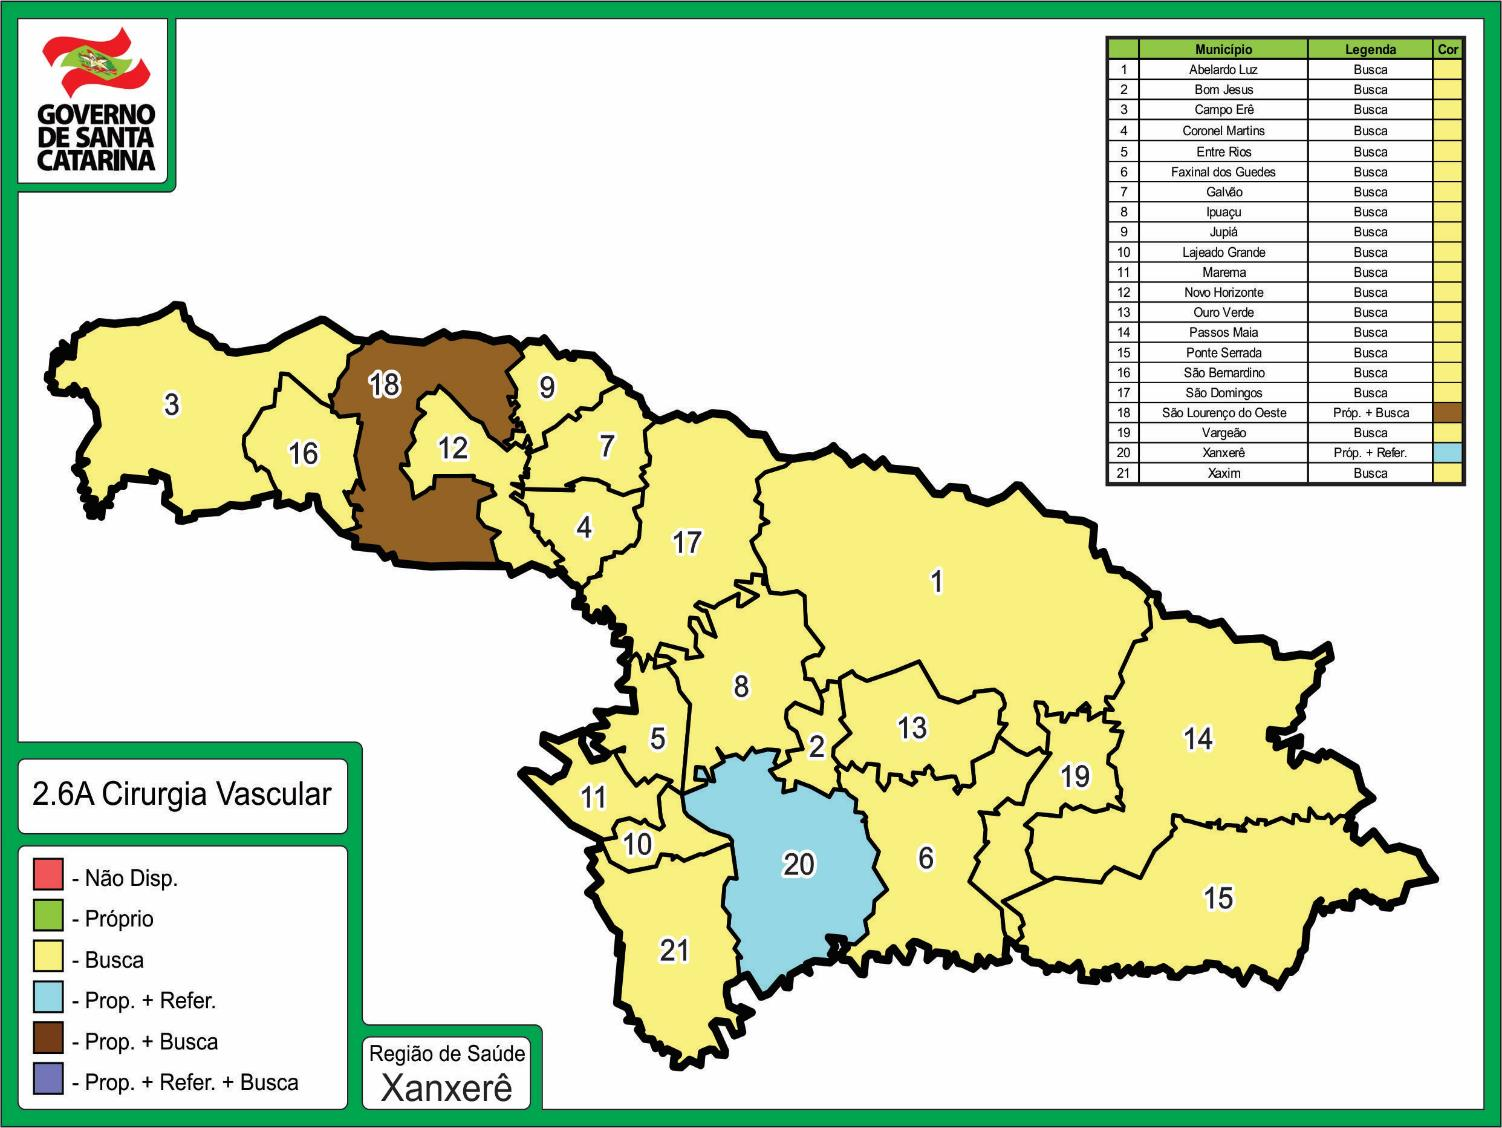 GOVERNO
DE SANTA
CATARINA
Município Legenda Cor
1 Abelardo Luz Busca
2 Bom Jesus Busca
3 Campo Erê Busca
4 Coronel Martins Busca
5 Entre Rios Busca
6 Faxinal dos Guedes Busca
7 Galvão Busca
8 Ipuaçu Busca
9 Jupiá Busca
10 Lajeado Grande Busca
11 Marema Busca
12 Novo Horizonte Busca
13 Ouro Verde Busca
14 Passos Maia Busca
15 Ponte Serrada Busca
16 São Bernardino Busca
17 São Domingos Busca
18 São Lourenço do Oeste Próp. + Busca
19 Vargeão Busca
20 Xanxerê Próp. + Refer.
21 Xaxim Busca
3
16
18
12
9
7
4
17
1
8
5
2
13
19
14
11
10
20
6
15
21
2.6A Cirurgia Vascular
- Não Disp.
- Próprio
- Busca
- Prop. + Refer.
- Prop. + Busca
- Prop. + Refer. + Busca
Região de Saúde
Xanxerê